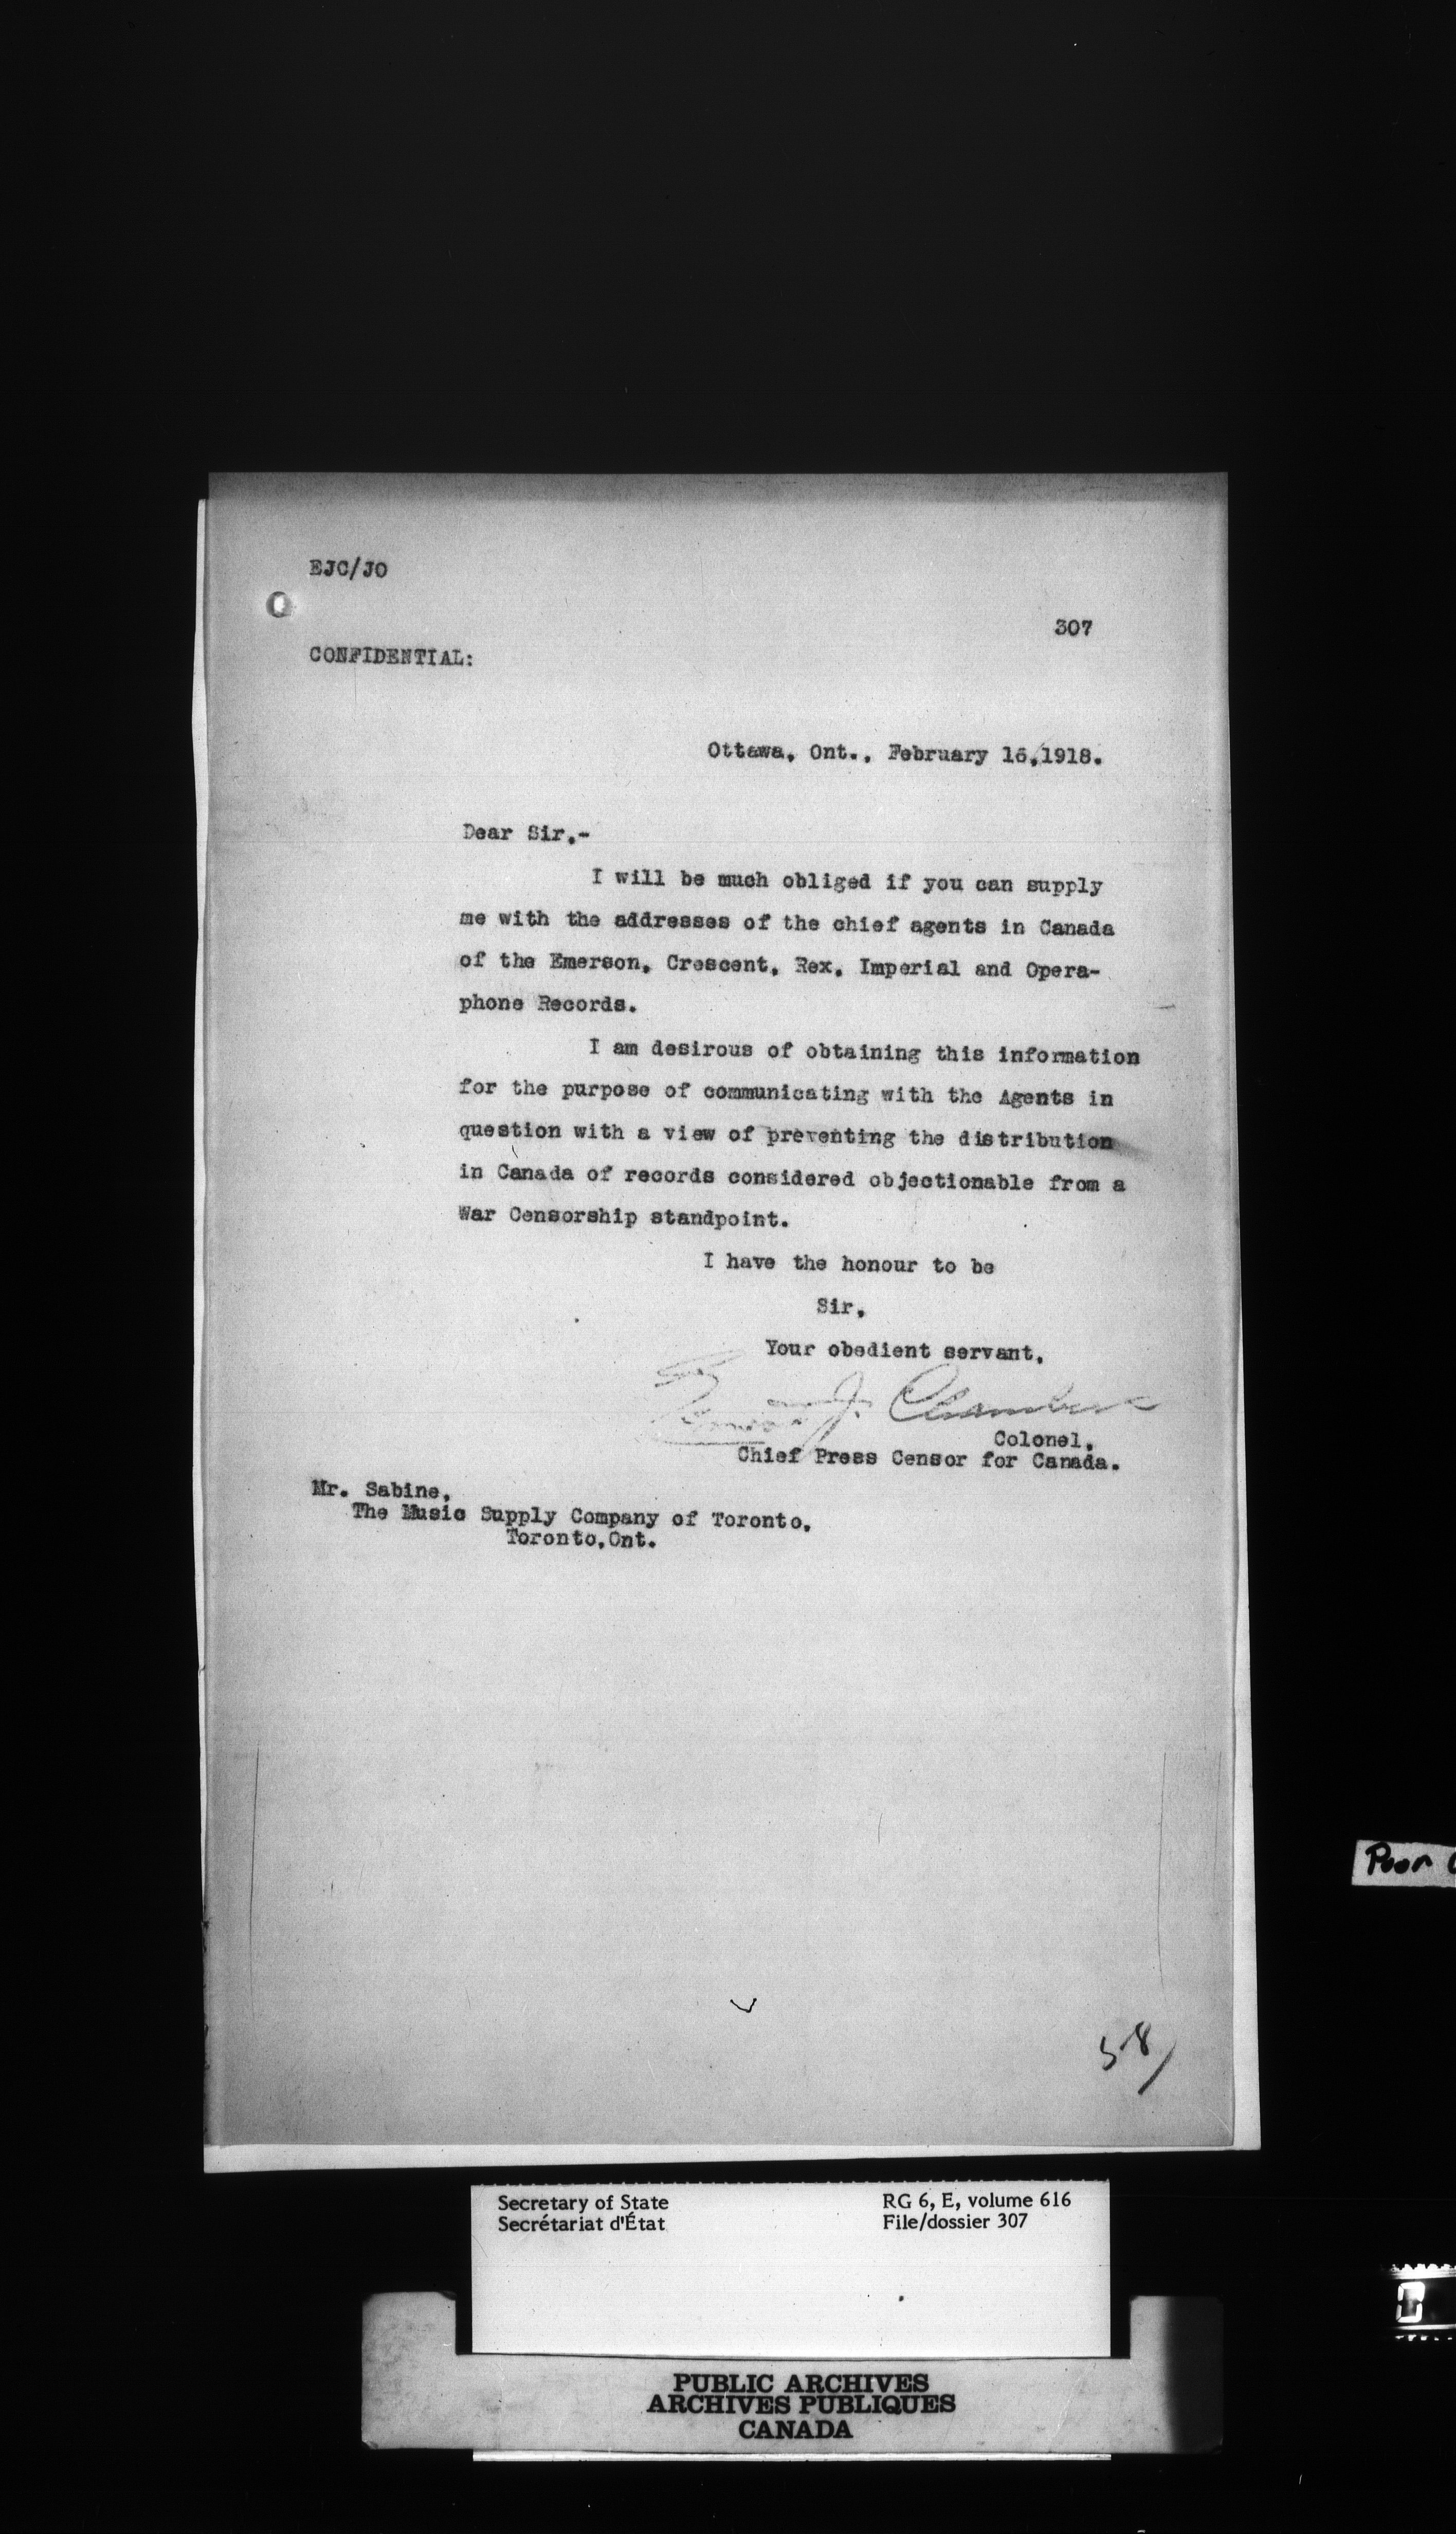 EJC/JO
307
CONFIDENTIAL:
Ottawa, Ont., February 16,1918.
Dear Sir,-
I will be much obliged if you can supply
me with the addresses of the chief agents in Canada
of the Emerson, Crescent, Rex, Imperial and Opera-
phone Records.
I am desirous of obtaining this information
for the purpose of communicating with the Agents in
question with a view of preventing the distribution
in Canada of records considered objectionable from a
War Censorship standpoint.
I have the honour to be
Sir,
Your obedient servant,
Ernest J. Chambers
Colonel,
Chief Press Censor for Canada.
Mr. Sabine,
The Music Supply Company of Toronto,
Toronto,Ont.
Poor
58
Secretary of State
Secrétariat d'État
RG 6, E, volume 616
File/dossier 307
PUBLIC ARCHIVES
ARCHIVES PUBLIQUES
CANADA